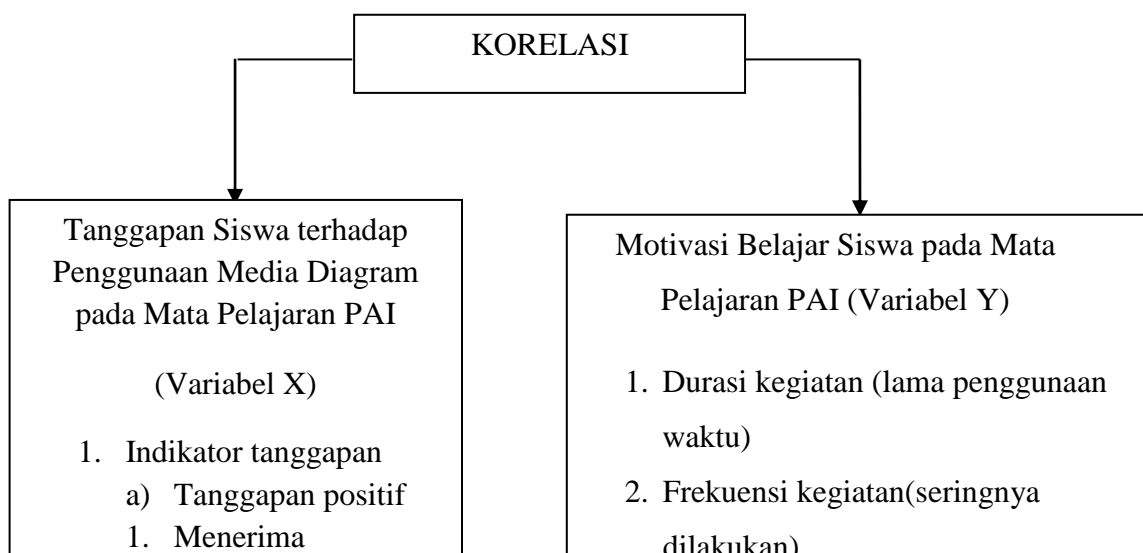 KORELASI
Tanggapan Siswa terhadap
Penggunaan Media Diagram
pada Mata Pelajaran PAI
(Variabel X)
1. Indikator tanggapan
a) Tanggapan positif
1. Menerima
Motivasi Belajar Siswa pada Mata
Pelajaran PAI (Variabel Y)
1. Durasi kegiatan (lama penggunaan
waktu)
2. Frekuensi kegiatan(seringnya
dilakukan)